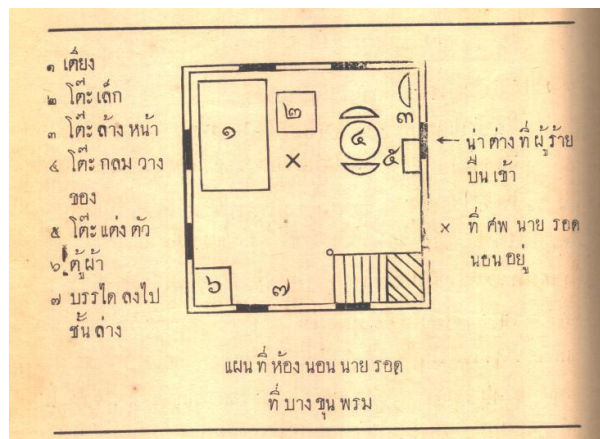 ๑ เตียง
๒ โต๊ะ เล็ก
๓ โต๊ะ ล้าง หน้า
๔ โต๊ะ กลม วาง
ของ
๕ โต๊ะ แต่ง ตัว
๖ ตู้ ผ้า
๗ บรรได ลงไป
ชั้น ล่าง
๑
๒
๓
๔
๕
๖
๗
×
น่า ต่าง ที่ ผู้ ร้าย
ปีน เข้า
× ที่ ศพ นาย รอด
นอน อยู่
แผน ที่ ห้อง นอน นาย รอด
ที่ บาง ขุน พรม